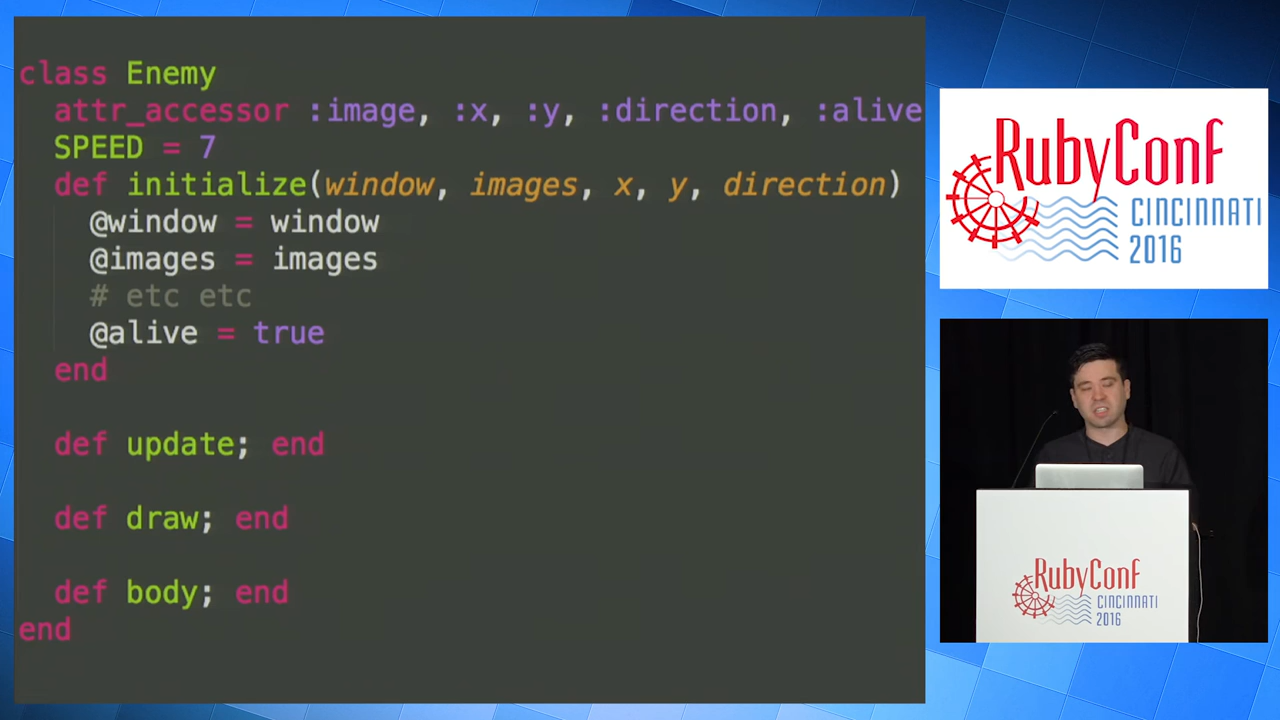 class Enemy
attr_accessor :image, :x, :y, :direction, :alive
SPEED = 7
def initialize(window, images, x, y, direction)
@window = window
@images = images
# etc etc
@alive = true
end
def update; end
def draw; end
def body; end
end
RubyConf
CINCINNATI
2016
RubyConf
CINCINNATI
2016